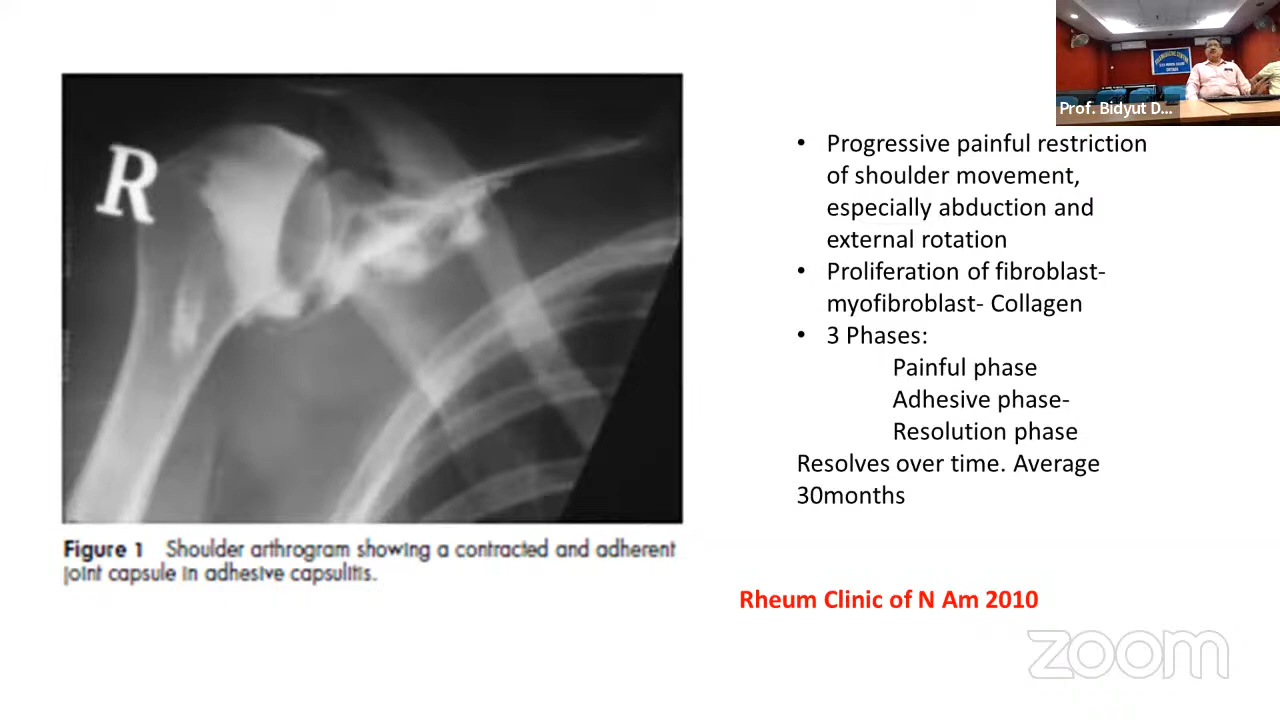 R
Figure 1 Shoulder arthrogram showing a contracted and adherent
joint capsule in adhesive capsulitis.
Prof. Bidyut D...
• Progressive painful restriction
of shoulder movement,
especially abduction and
external rotation
• Proliferation of fibroblast-
myofibroblast- Collagen
• 3 Phases:
Painful phase
Adhesive phase-
Resolution phase
Resolves over time. Average
30months
Rheum Clinic of N Am 2010
zoom